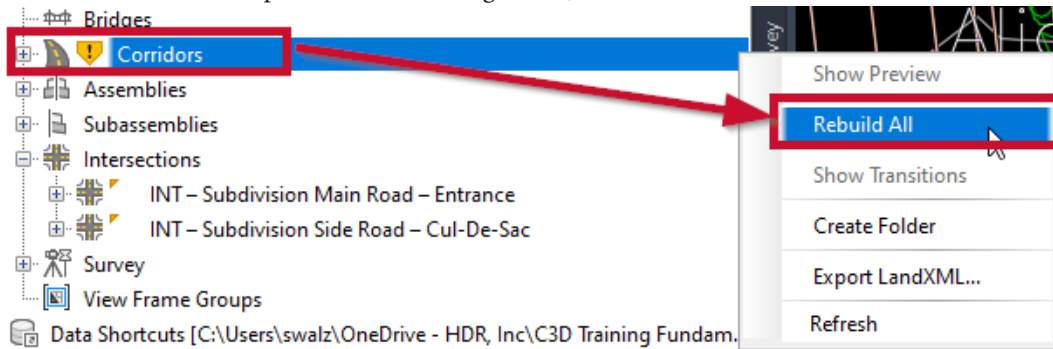 Bridges
Corridors
Assemblies
Subassemblies
Intersections
INT – Subdivision Main Road – Entrance
INT – Subdivision Side Road – Cul-De-Sac
Survey
View Frame Groups
Data Shortcuts [C:\Users\swalz\OneDrive - HDR, Inc\C3D Training Fundam.
Show Preview
Rebuild All
Show Transitions
Create Folder
Export LandXML...
Refresh